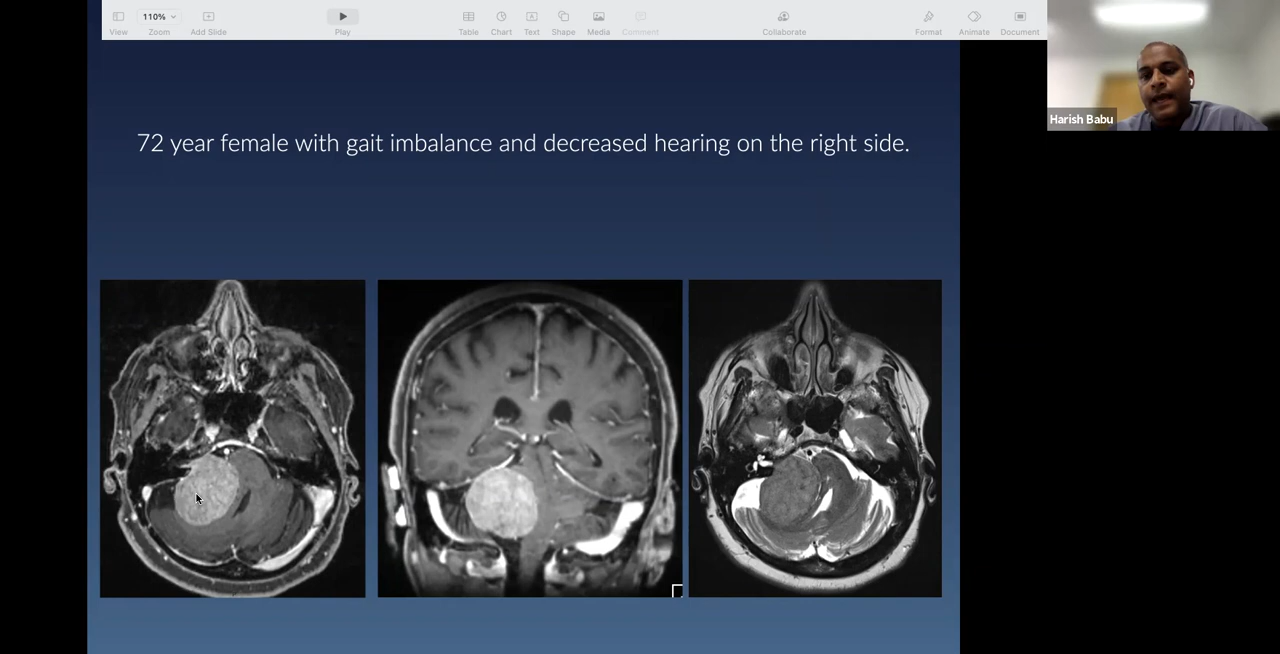 110%
View
Zoom
Add Slide
Play
Table
Chart
Text
Shape
Media
Comment
Collaborate
Format
Animate
Document
Harish Babu
72 year female with gait imbalance and decreased hearing on the right side.